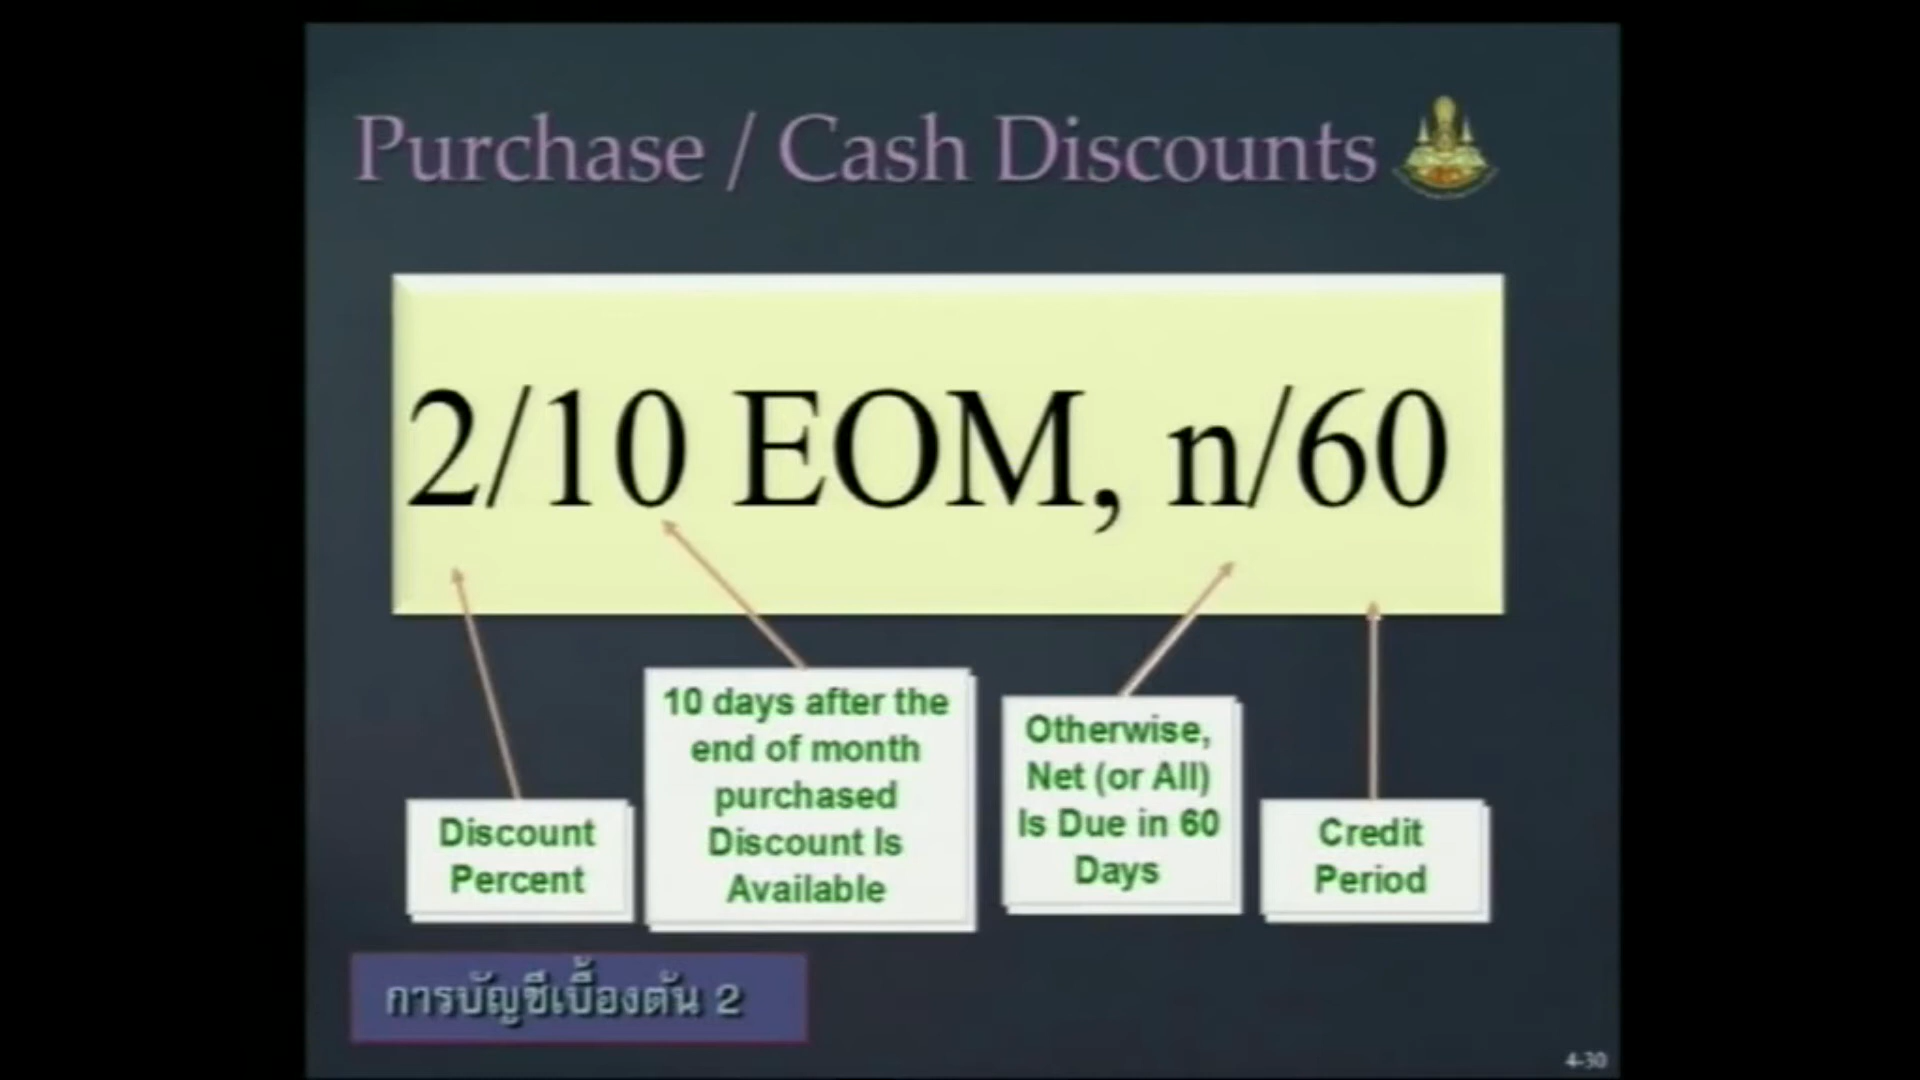 Purchase / Cash Discounts
2/10 EOM, n/60
10 days after the
end of month
purchased
Discount Is
Available
Otherwise,
Net (or All)
Is Due in 60
Days
Discount
Percent
Credit
Period
การบัญชีเบื้องต้น 2
4-30